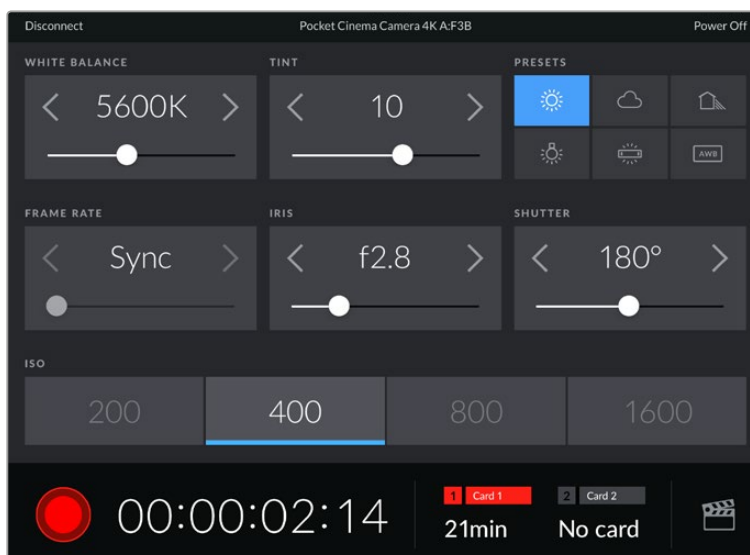 Disconnect
Pocket Cinema Camera 4K A:F3B
Power Off
WHITE BALANCE
TINT
PRESETS
5600K
10
AWB
FRAME RATE
IRIS
SHUTTER
Sync
f2.8
180°
ISO
200
400
800
1600
00:00:02:14
1 Card 1
21min
2 Card 2
No card